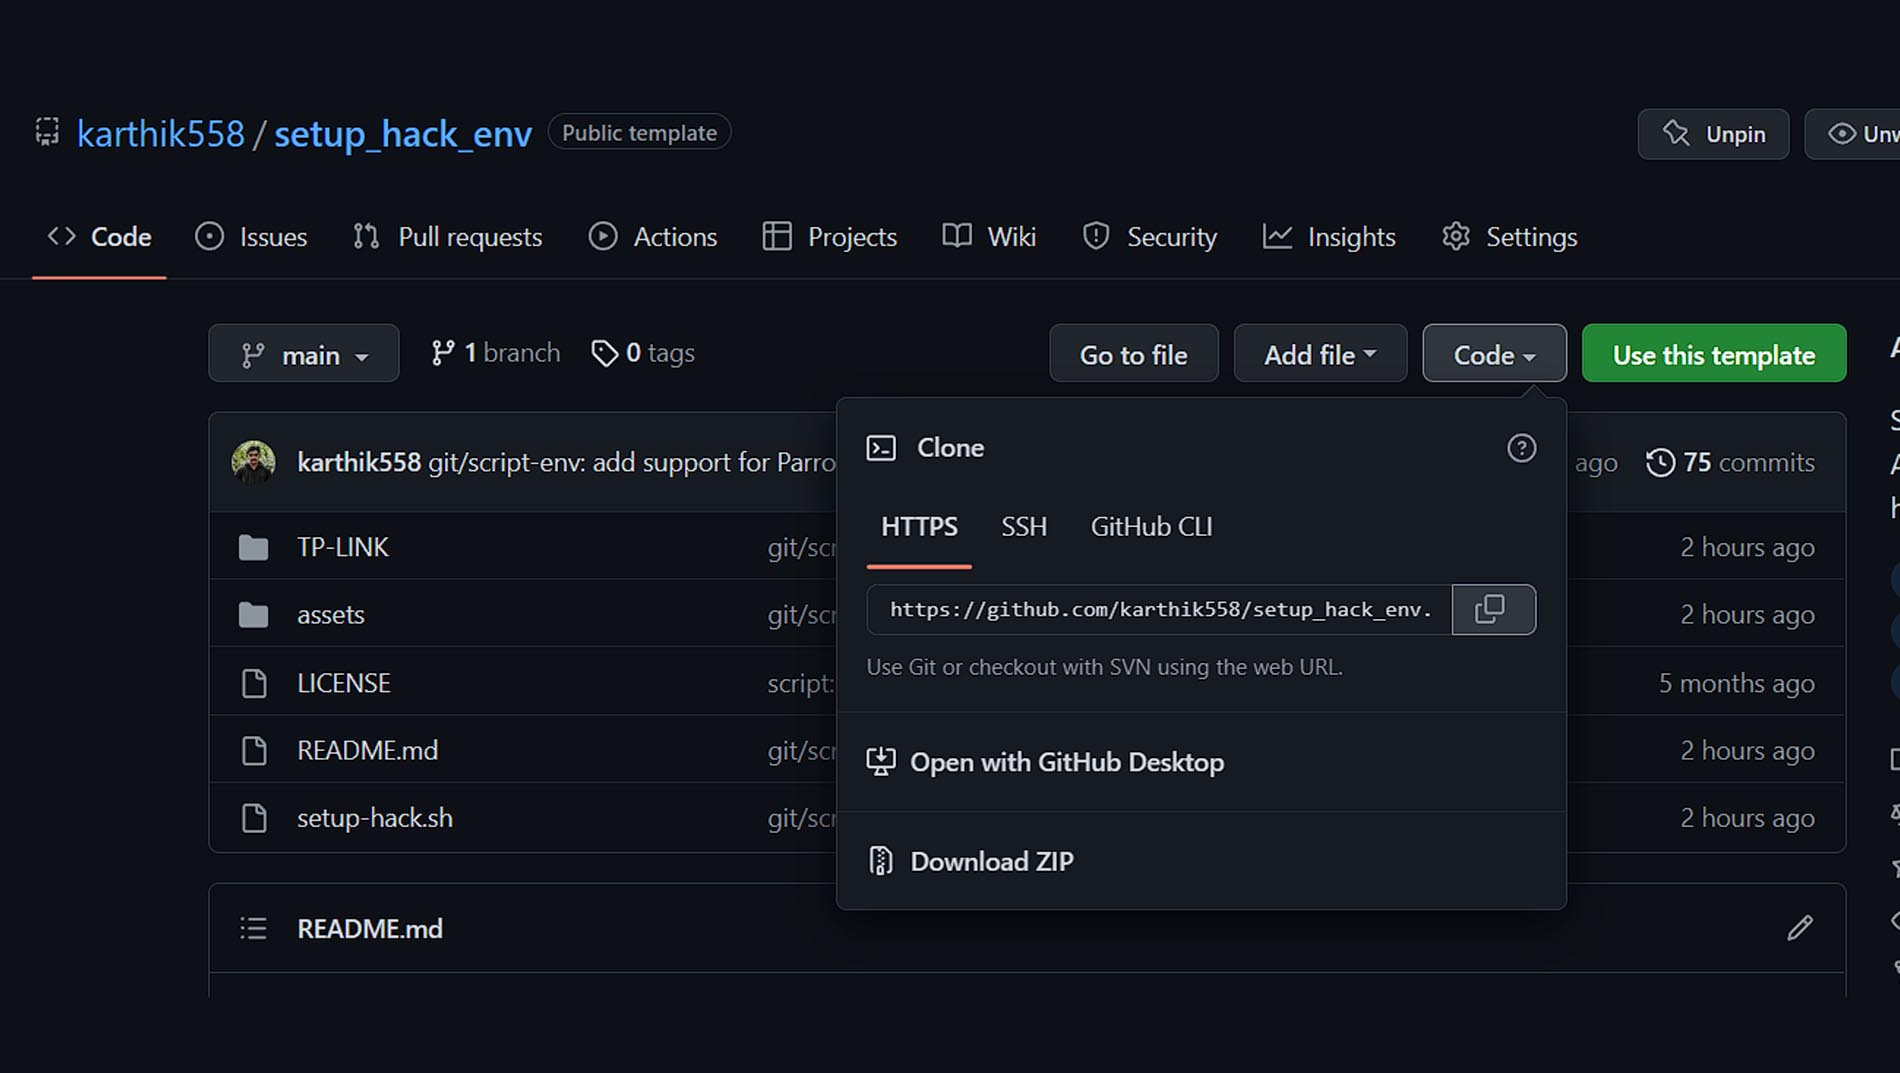 karthik558 / setup_hack_env Public template Unpin
Code Issues Pull requests Actions Projects Wiki Security Insights Settings
main 1 branch 0 tags Go to file Add file Code Use this template
karthik558 git/script-env: add support for Parro ago 75 commits
Clone
HTTPS SSH GitHub CLI
https://github.com/karthik558/setup_hack_env.
Use Git or checkout with SVN using the web URL.
Open with GitHub Desktop
Download ZIP
TP-LINK git/scr 2 hours ago
assets git/scr 2 hours ago
LICENSE script: 5 months ago
README.md git/scr 2 hours ago
setup-hack.sh git/scr 2 hours ago
README.md